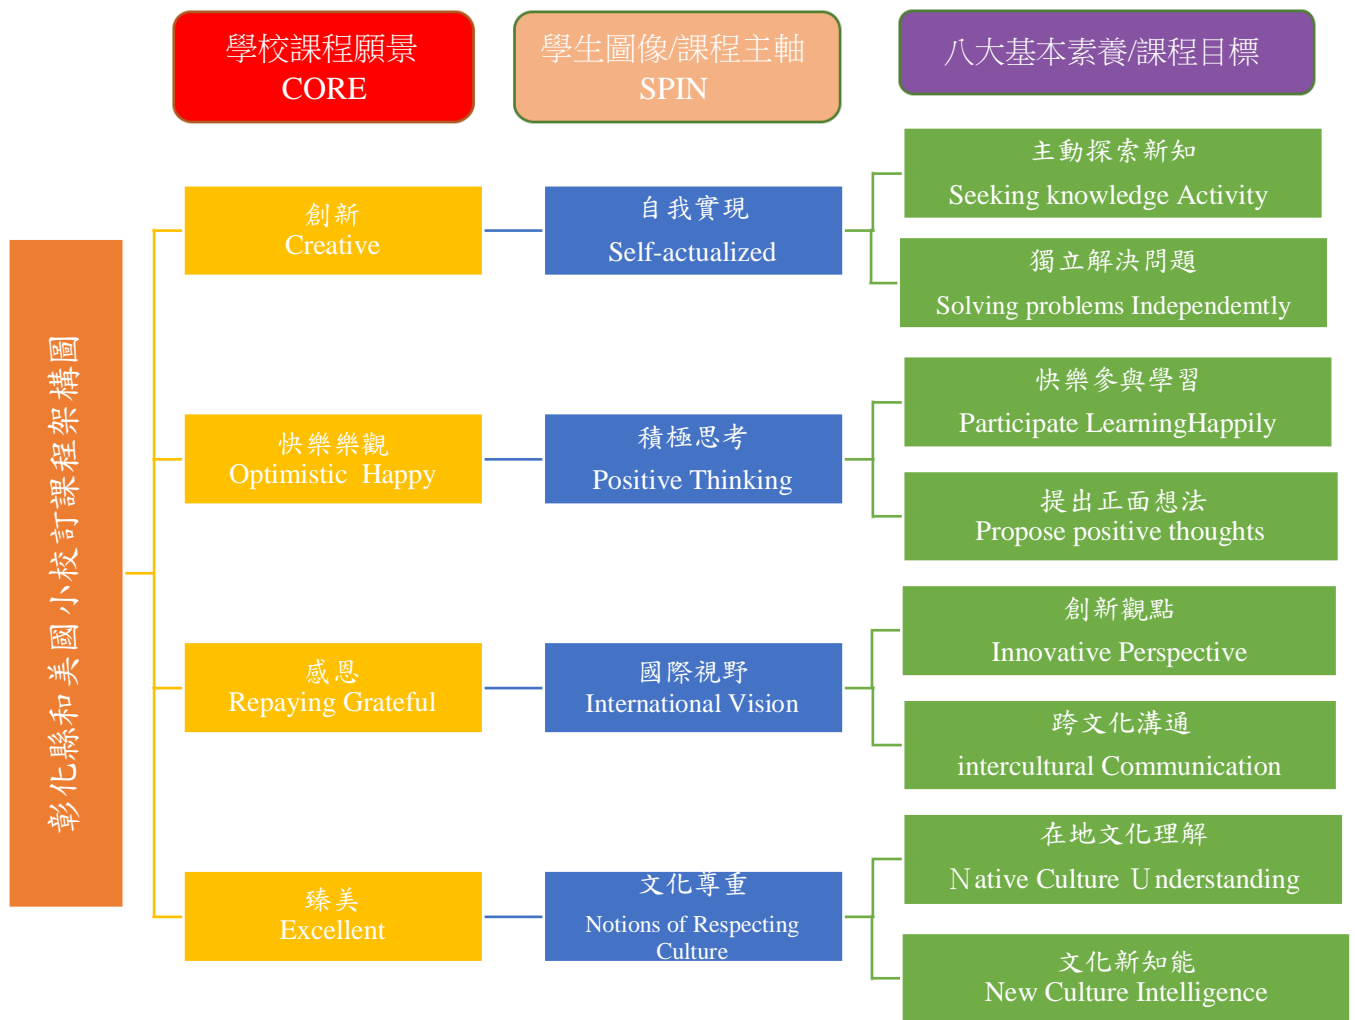 學校課程願景
CORE
學生圖像/課程主軸
SPIN
八大基本素養/課程目標
彰化縣和美國小校訂課程架構圖
創新
Creative
自我實現
Self-actualized
主動探索新知
Seeking knowledge Activity
獨立解決問題
Solving problems Independemtly
快樂樂觀
Optimistic Happy
積極思考
Positive Thinking
快樂參與學習
Participate LearningHappily
提出正面想法
Propose positive thoughts
感恩
Repaying Grateful
國際視野
International Vision
創新觀點
Innovative Perspective
跨文化溝通
intercultural Communication
臻美
Excellent
文化尊重
Notions of Respecting
Culture
在地文化理解
Native Culture Understanding
文化新知能
New Culture Intelligence